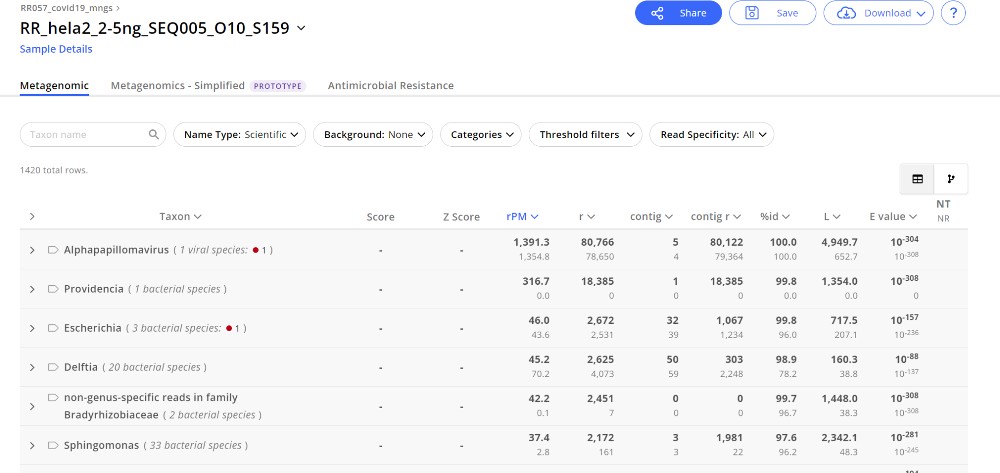 RR057_covid19_mngs >
RR_hela2_2-5ng_SEQ005_O10_S159
Sample Details
Share Save Download ?
Metagenomic Metagenomics - Simplified PROTOTYPE Antimicrobial Resistance
Taxon name Name Type: Scientific Background: None Categories Threshold filters Read Specificity: All
1420 total rows.
Taxon Score Z Score rPM r contig contig r %id L E value NT
NR
Alphapapillomavirus ( 1 viral species: 1 ) - - 1,391.3 80,766 5 80,122 100.0 4,949.7 10^-304
1,354.8 78,650 4 79,364 100.0 652.7 10^-308
Providencia ( 1 bacterial species ) - - 316.7 18,385 1 18,385 99.8 1,354.0 10^-308
0.0 0 0 0 0.0 0.0 0
Escherichia ( 3 bacterial species: 1 ) - - 46.0 2,672 32 1,067 99.8 717.5 10^-157
43.6 2,531 39 1,234 96.0 207.1 10^-236
Delftia ( 20 bacterial species ) - - 45.2 2,625 50 303 98.9 160.3 10^-88
70.2 4,073 59 2,248 78.2 38.8 10^-137
non-genus-specific reads in family - - 42.2 2,451 0 0 99.7 1,448.0 10^-308
Bradyrhizobiaceae ( 2 bacterial species ) 0.1 7 0 0 96.7 38.3 10^-308
Sphingomonas ( 33 bacterial species ) - - 37.4 2,172 3 1,981 97.6 2,342.1 10^-281
2.8 161 3 22 96.2 48.3 10^-245